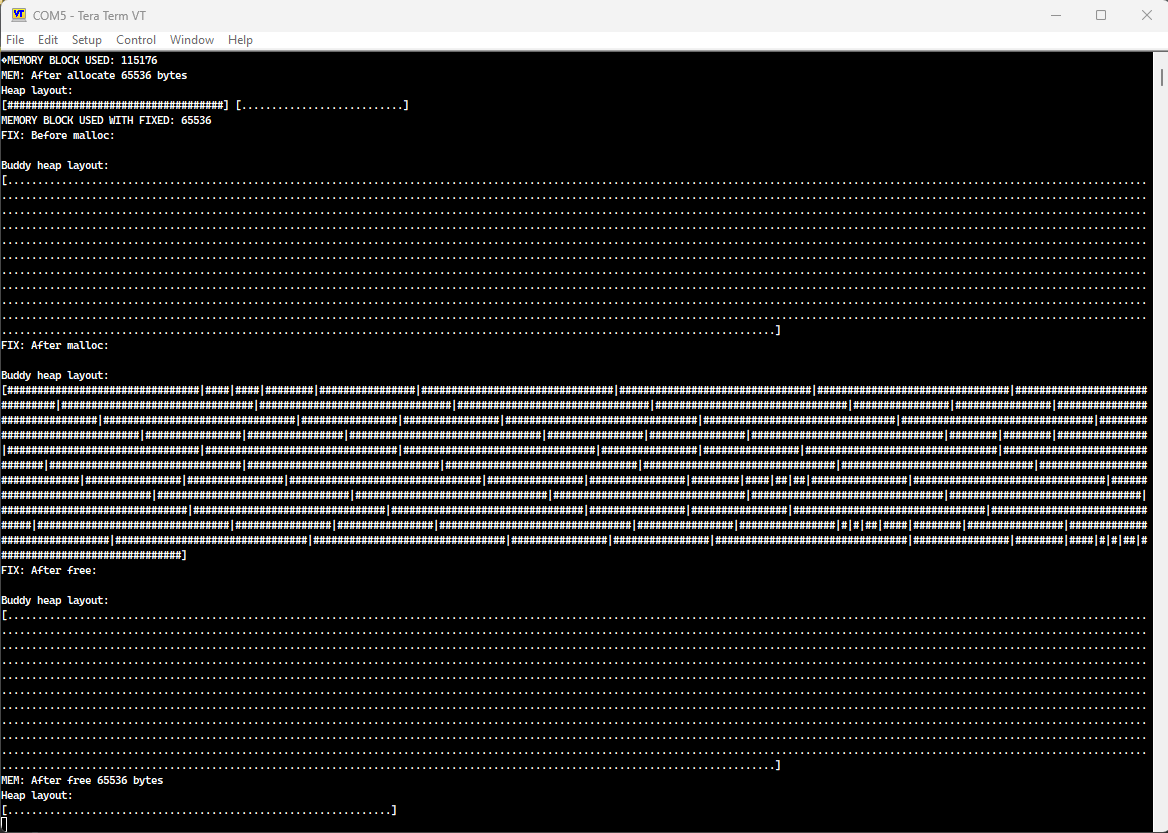 COM5 - Tera Term VT
File Edit Setup Control Window Help
�MEMORY BLOCK USED: 115176
MEM: After allocate 65536 bytes
Heap layout:
[####################################] [...........................]
MEMORY BLOCK USED WITH FIXED: 65536
FIX: Before malloc:
Buddy heap layout:
FIX: After malloc:
Buddy heap layout:
FIX: After free:
Buddy heap layout:
MEM: After free 65536 bytes
Heap layout:
[................................................................]